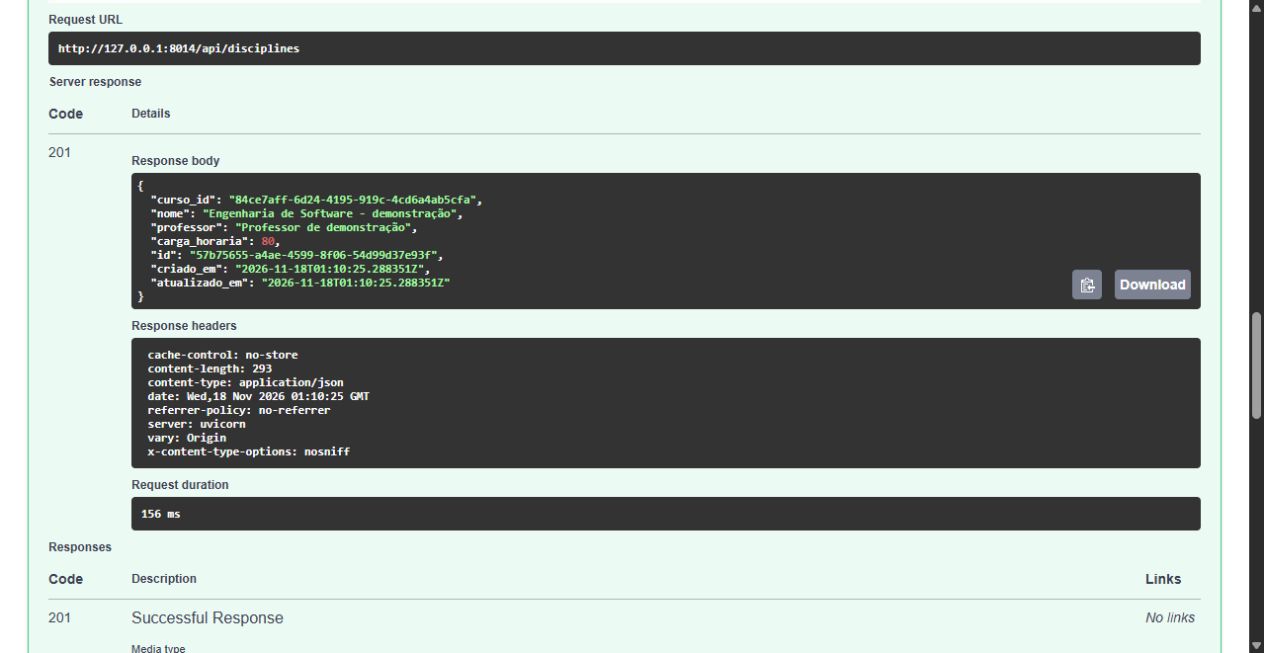 Request URL
http://127.0.0.1:8014/api/disciplines
Server response
Code Details
201
Response body
{
  "curso_id": "84ce7aff-6d24-4195-919c-4cd6a4ab5cfa",
  "nome": "Engenharia de Software - demonstração",
  "professor": "Professor de demonstração",
  "carga_horaria": 80,
  "id": "57b75655-a4ae-4599-8f06-54d99d37e93f",
  "criado_em": "2026-11-18T01:10:25.288351Z",
  "atualizado_em": "2026-11-18T01:10:25.288351Z"
}
Download
Response headers
cache-control: no-store
content-length: 293
content-type: application/json
date: Wed,18 Nov 2026 01:10:25 GMT
referrer-policy: no-referrer
server: uvicorn
vary: Origin
x-content-type-options: nosniff
Request duration
156 ms
Responses
Code Description Links
201 Successful Response No links
Media type